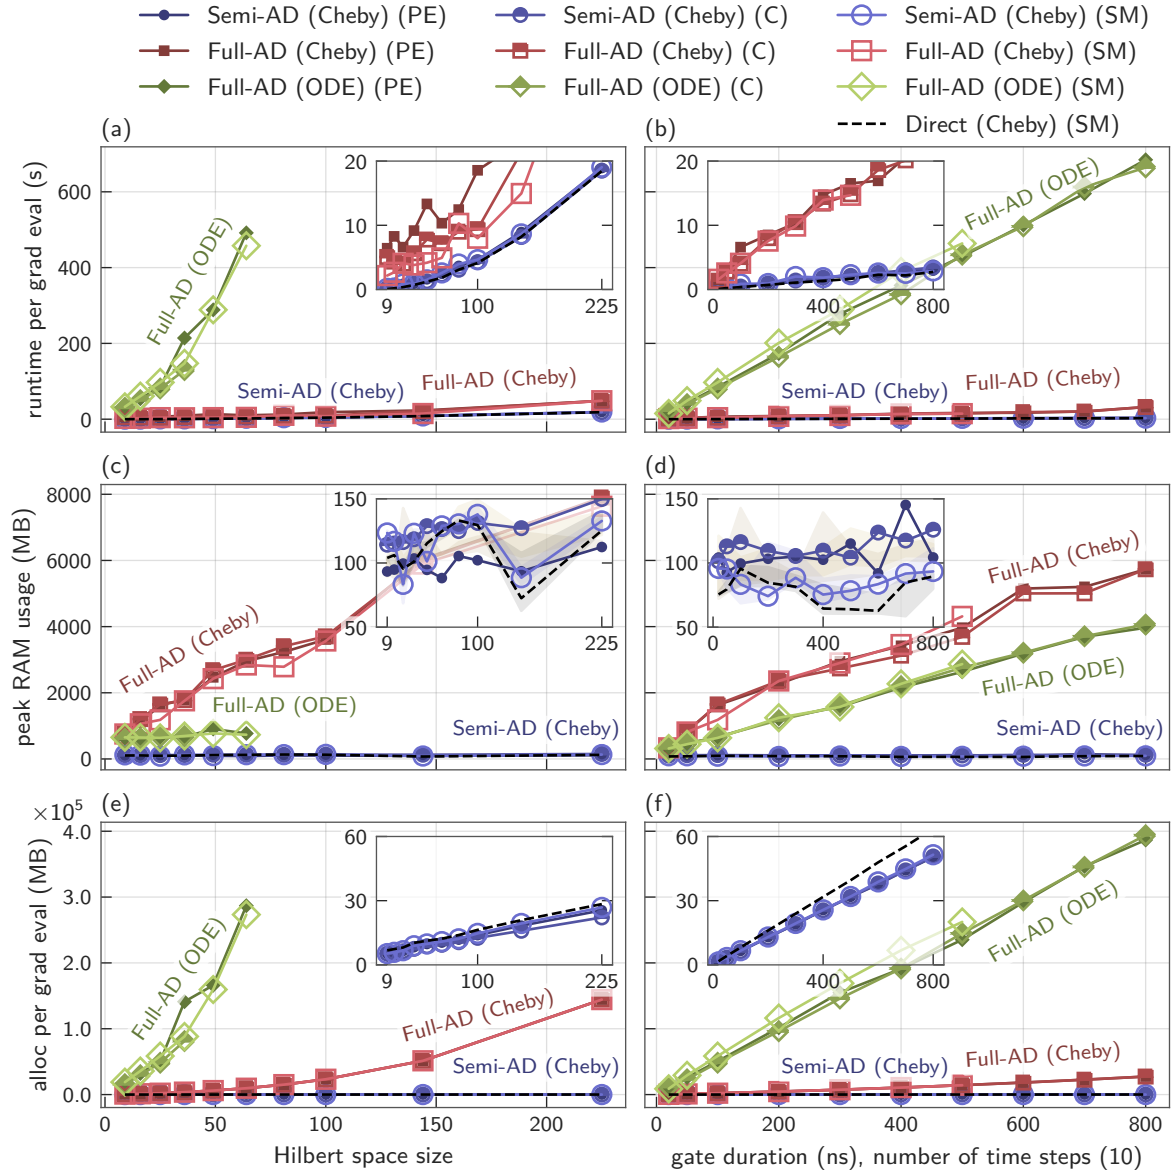 Semi-AD (Cheby) (PE)
Semi-AD (Cheby) (C)
Semi-AD (Cheby) (SM)
Full-AD (Cheby) (PE)
Full-AD (Cheby) (C)
Full-AD (Cheby) (SM)
Full-AD (ODE) (PE)
Full-AD (ODE) (C)
Full-AD (ODE) (SM)
Direct (Cheby) (SM)
(a)
runtime per grad eval (s)
600
400
200
0
Full-AD (ODE)
Semi-AD (Cheby)
Full-AD (Cheby)
20
10
0
9
100
225
(b)
Full-AD (ODE)
Semi-AD (Cheby)
Full-AD (Cheby)
20
10
0
0
400
800
(c)
peak RAM usage (MB)
8000
6000
4000
2000
0
Full-AD (Cheby)
Full-AD (ODE)
Semi-AD (Cheby)
150
100
50
9
100
225
(d)
Full-AD (Cheby)
Full-AD (ODE)
Semi-AD (Cheby)
150
100
50
0
400
800
(e)
×10⁵
alloc per grad eval (MB)
4.0
3.0
2.0
1.0
0.0
Full-AD (ODE)
Full-AD (Cheby)
Semi-AD (Cheby)
60
30
0
9
100
225
0
50
100
150
200
Hilbert space size
(f)
Full-AD (ODE)
Semi-AD (Cheby)
Full-AD (Cheby)
60
30
0
0
400
800
0
200
400
600
800
gate duration (ns), number of time steps (10)